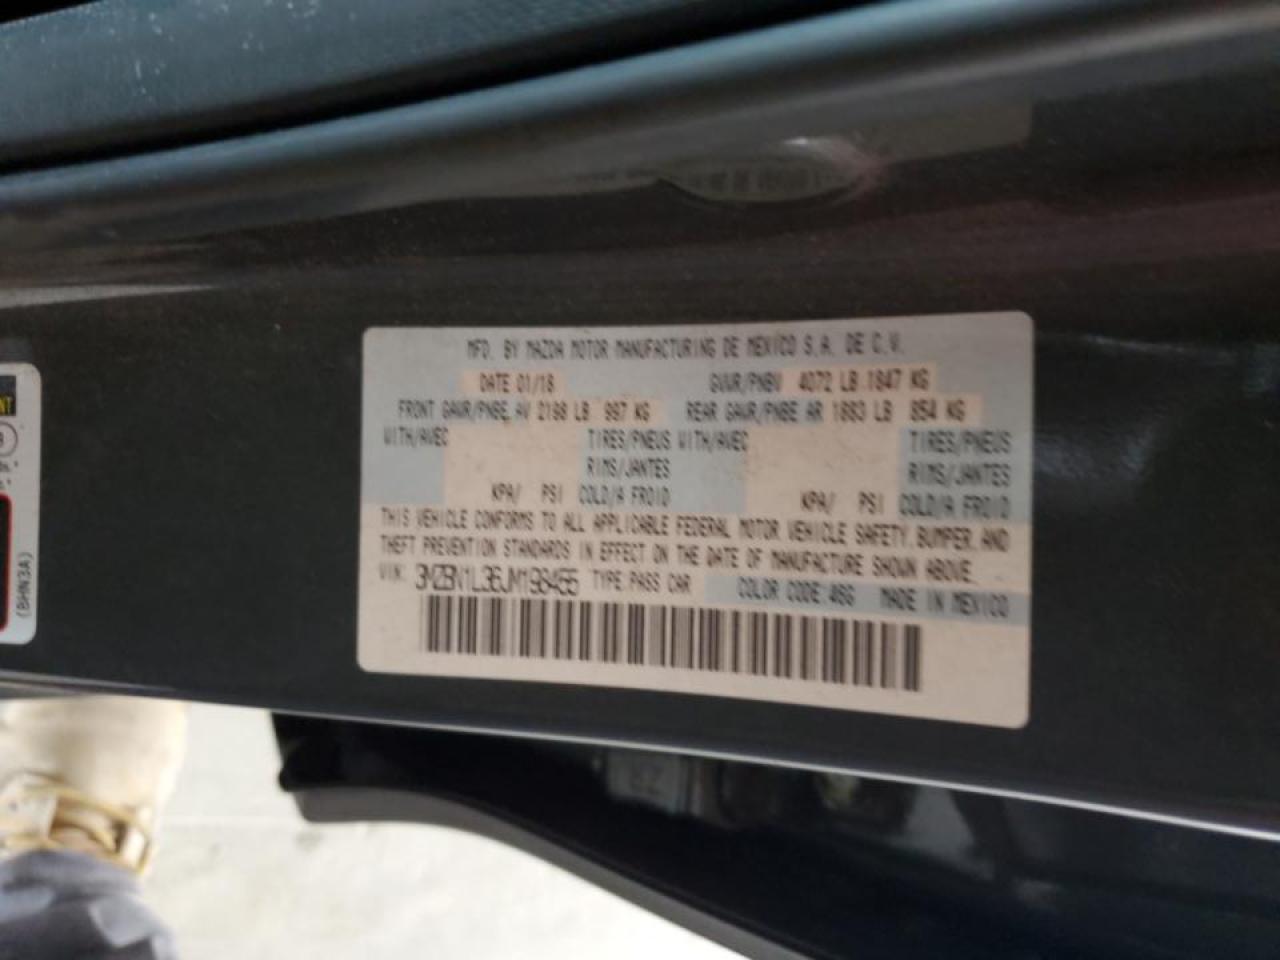 MFD. BY MAZDA MOTOR MANUFACTURING DE MEXICO S.A. DE C.V.
DATE 01/18 GVWR/PNBV 4072 LB 1847 KG
FRONT GAWR/PNBE AV 2198 LB 997 KG REAR GAWR/PNBE AR 1883 LB 854 KG
WITH/AVEC TIRES/PNEUS WITH/AVEC TIRES/PNEUS
RIMS/JANTES RIMS/JANTES
KPA/ PSI COLD/A FROID KPA/ PSI COLD/A FROID
THIS VEHICLE CONFORMS TO ALL APPLICABLE FEDERAL MOTOR VEHICLE SAFETY, BUMPER, AND
THEFT PREVENTION STANDARDS IN EFFECT ON THE DATE OF MANUFACTURE SHOWN ABOVE.
VIN: 3MZBN1L36JM198455 TYPE:PASS CAR COLOR CODE:46G MADE IN MEXICO
(BHN3A)